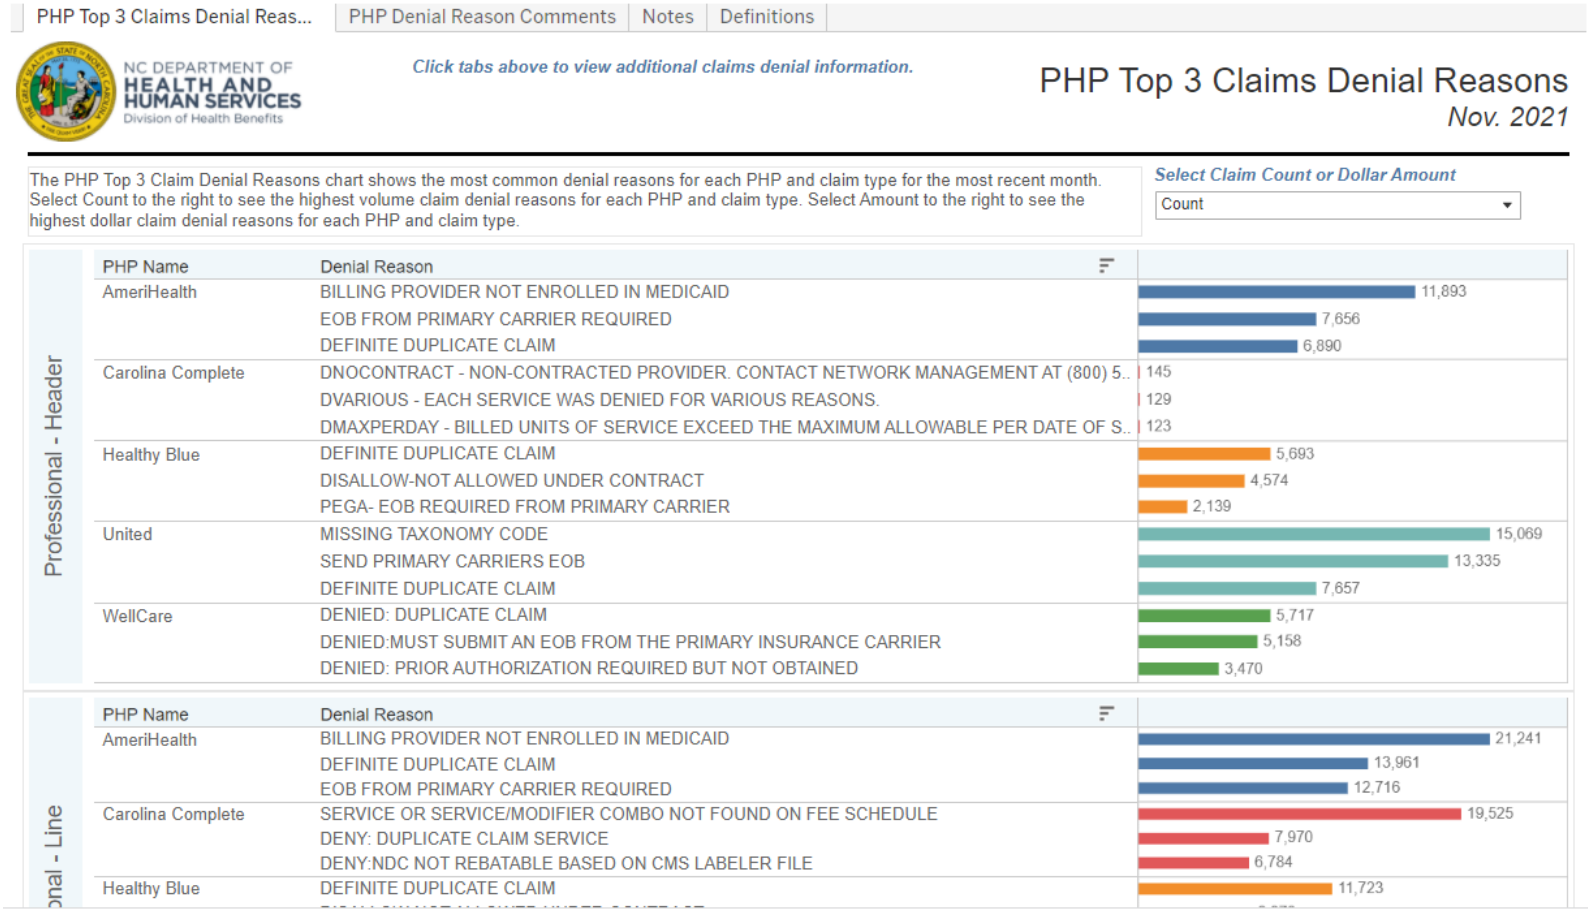 PHP Top 3 Claims Denial Reas...
PHP Denial Reason Comments
Notes
Definitions
NC DEPARTMENT OF
HEALTH AND
HUMAN SERVICES
Division of Health Benefits
Click tabs above to view additional claims denial information.
PHP Top 3 Claims Denial Reasons
Nov. 2021
The PHP Top 3 Claim Denial Reasons chart shows the most common denial reasons for each PHP and claim type for the most recent month.
Select Count to the right to see the highest volume claim denial reasons for each PHP and claim type. Select Amount to the right to see the
highest dollar claim denial reasons for each PHP and claim type.
Select Claim Count or Dollar Amount
Count
Professional - Header
PHP Name Denial Reason
AmeriHealth BILLING PROVIDER NOT ENROLLED IN MEDICAID 11,893
EOB FROM PRIMARY CARRIER REQUIRED 7,656
DEFINITE DUPLICATE CLAIM 6,890
Carolina Complete DNOCONTRACT - NON-CONTRACTED PROVIDER. CONTACT NETWORK MANAGEMENT AT (800) 5.. 145
DVARIOUS - EACH SERVICE WAS DENIED FOR VARIOUS REASONS. 129
DMAXPERDAY - BILLED UNITS OF SERVICE EXCEED THE MAXIMUM ALLOWABLE PER DATE OF S.. 123
Healthy Blue DEFINITE DUPLICATE CLAIM 5,693
DISALLOW-NOT ALLOWED UNDER CONTRACT 4,574
PEGA- EOB REQUIRED FROM PRIMARY CARRIER 2,139
United MISSING TAXONOMY CODE 15,069
SEND PRIMARY CARRIERS EOB 13,335
DEFINITE DUPLICATE CLAIM 7,657
WellCare DENIED: DUPLICATE CLAIM 5,717
DENIED:MUST SUBMIT AN EOB FROM THE PRIMARY INSURANCE CARRIER 5,158
DENIED: PRIOR AUTHORIZATION REQUIRED BUT NOT OBTAINED 3,470
onal - Line
PHP Name Denial Reason
AmeriHealth BILLING PROVIDER NOT ENROLLED IN MEDICAID 21,241
DEFINITE DUPLICATE CLAIM 13,961
EOB FROM PRIMARY CARRIER REQUIRED 12,716
Carolina Complete SERVICE OR SERVICE/MODIFIER COMBO NOT FOUND ON FEE SCHEDULE 19,525
DENY: DUPLICATE CLAIM SERVICE 7,970
DENY:NDC NOT REBATABLE BASED ON CMS LABELER FILE 6,784
Healthy Blue DEFINITE DUPLICATE CLAIM 11,723